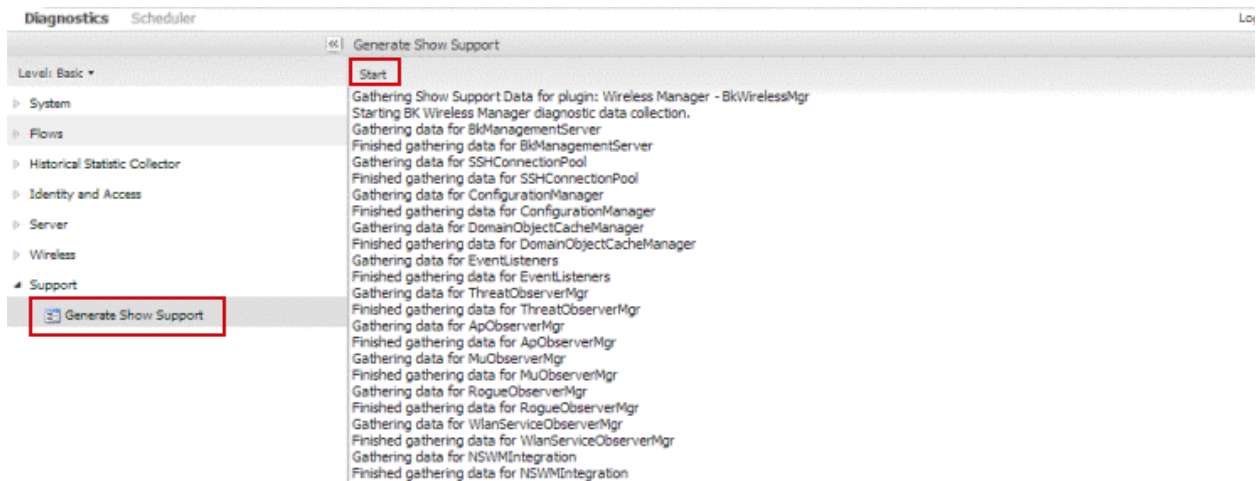 Diagnostics Scheduler
Generate Show Support
Level: Basic
Start
System
Flows
Historical Statistic Collector
Identity and Access
Server
Wireless
Support
Generate Show Support
Gathering Show Support Data for plugin: Wireless Manager - BkWirelessMgr
Starting BK Wireless Manager diagnostic data collection.
Gathering data for BkManagementServer
Finished gathering data for BkManagementServer
Gathering data for SSHConnectionPool
Finished gathering data for SSHConnectionPool
Gathering data for ConfigurationManager
Finished gathering data for ConfigurationManager
Gathering data for DomainObjectCacheManager
Finished gathering data for DomainObjectCacheManager
Gathering data for EventListeners
Finished gathering data for EventListeners
Gathering data for ThreatObserverMgr
Finished gathering data for ThreatObserverMgr
Gathering data for ApObserverMgr
Finished gathering data for ApObserverMgr
Gathering data for MuObserverMgr
Finished gathering data for MuObserverMgr
Gathering data for RogueObserverMgr
Finished gathering data for RogueObserverMgr
Gathering data for WlanServiceObserverMgr
Finished gathering data for WlanServiceObserverMgr
Gathering data for NSWMIntegration
Finished gathering data for NSWMIntegration